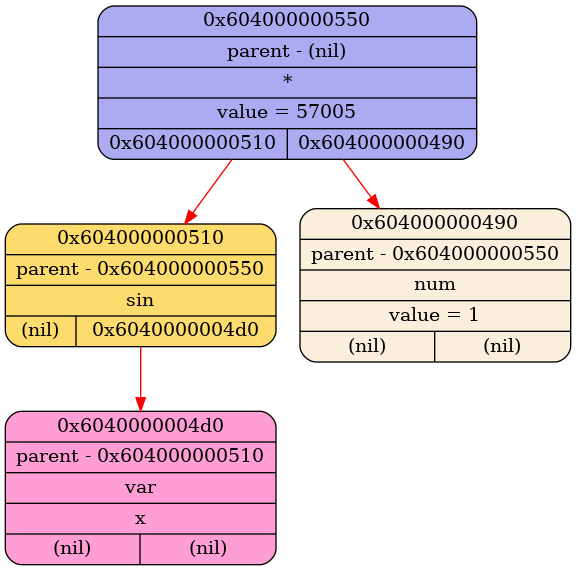 0x604000000550
parent - (nil)
*
value = 57005
0x604000000510 0x604000000490
0x604000000510
parent - 0x604000000550
sin
(nil) 0x6040000004d0
0x604000000490
parent - 0x604000000550
num
value = 1
(nil) (nil)
0x6040000004d0
parent - 0x604000000510
var
x
(nil) (nil)